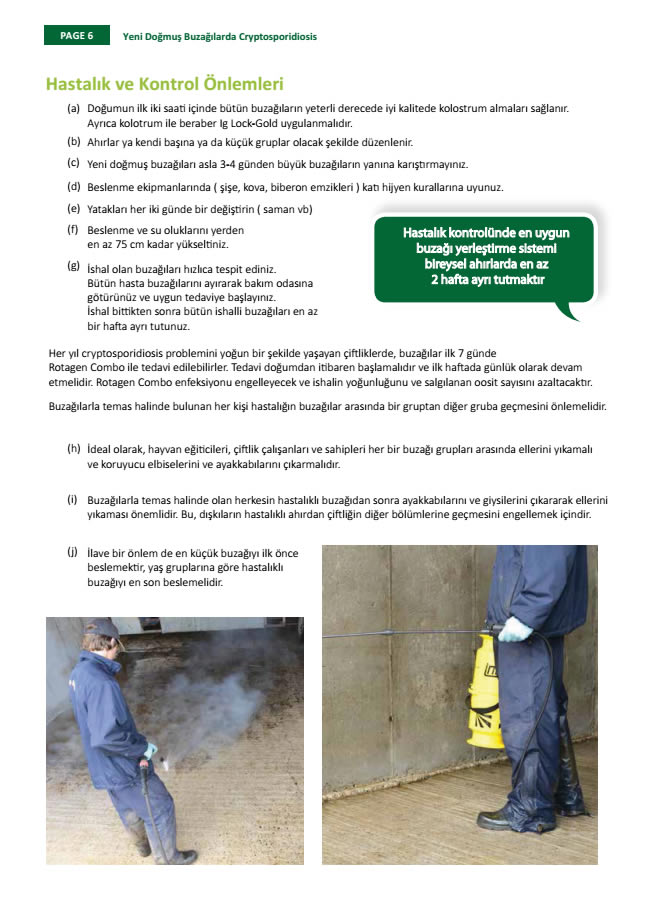 PAGE 6
Yeni Doğmuş Buzağılarda Cryptosporidiosis
Hastalık ve Kontrol Önlemleri
(a) Doğumun ilk iki saati içinde bütün buzağıların yeterli derecede iyi kalitede kolostrum almaları sağlanır.
Ayrıca kolotrum ile beraber Ig Lock-Gold uygulanmalıdır.
(b) Ahırlar ya kendi başına ya da küçük gruplar olacak şekilde düzenlenir.
(c) Yeni doğmuş buzağıları asla 3-4 günden büyük buzağıların yanına karıştırmayınız.
(d) Beslenme ekipmanlarında ( şişe, kova, biberon emzikleri ) katı hijyen kurallarına uyunuz.
(e) Yatakları her iki günde bir değiştirin ( saman vb)
(f) Beslenme ve su oluklarını yerden
en az 75 cm kadar yükseltiniz.
(g) İshal olan buzağıları hızlıca tespit ediniz.
Bütün hasta buzağılarını ayırarak bakım odasına
götürünüz ve uygun tedaviye başlayınız.
İshal bittikten sonra bütün ishalli buzağıları en az
bir hafta ayrı tutunuz.
Hastalık kontrolünde en uygun
buzağı yerleştirme sistemi
bireysel ahırlarda en az
2 hafta ayrı tutmaktır
Her yıl cryptosporidiosis problemini yoğun bir şekilde yaşayan çiftliklerde, buzağılar ilk 7 günde
Rotagen Combo ile tedavi edilebilirler. Tedavi doğumdan itibaren başlamalıdır ve ilk haftada günlük olarak devam
etmelidir. Rotagen Combo enfeksiyonu engelleyecek ve ishalin yoğunluğunu ve salgılanan oosit sayısını azaltacaktır.
Buzağılarla temas halinde bulunan her kişi hastalığın buzağılar arasında bir gruptan diğer gruba geçmesini önlemelidir.
(h) İdeal olarak, hayvan eğiticileri, çiftlik çalışanları ve sahipleri her bir buzağı grupları arasında ellerini yıkamalı
ve koruyucu elbiselerini ve ayakkabılarını çıkarmalıdır.
(i) Buzağılarla temas halinde olan herkesin hastalıklı buzağıdan sonra ayakkabılarını ve giysilerini çıkararak ellerini
yıkaması önemlidir. Bu, dışkıların hastalıklı ahırdan çiftliğin diğer bölümlerine geçmesini engellemek içindir.
(j) İlave bir önlem de en küçük buzağıyı ilk önce
beslemektir, yaş gruplarına göre hastalıklı
buzağıyı en son beslemelidir.